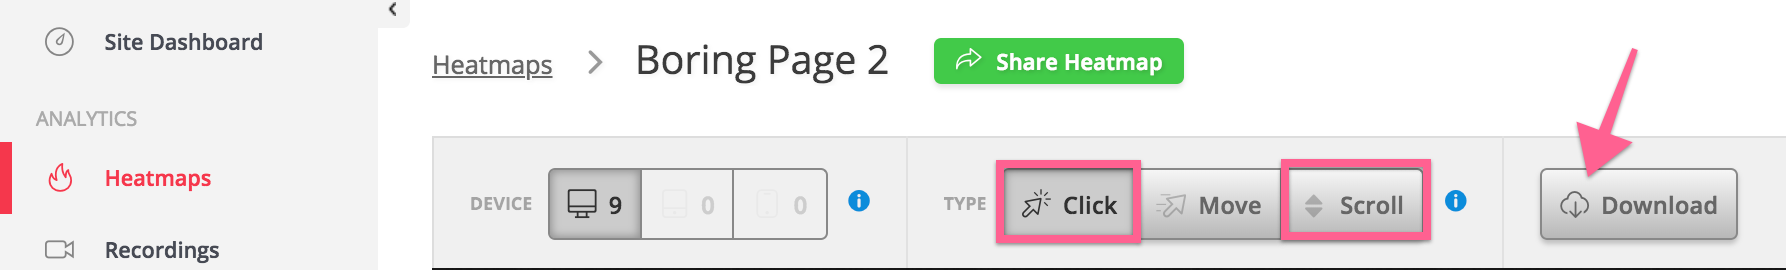 Site Dashboard
ANALYTICS
Heatmaps
Recordings
Heatmaps > Boring Page 2 Share Heatmap
DEVICE 9 0 0 i TYPE Click Move Scroll i Download